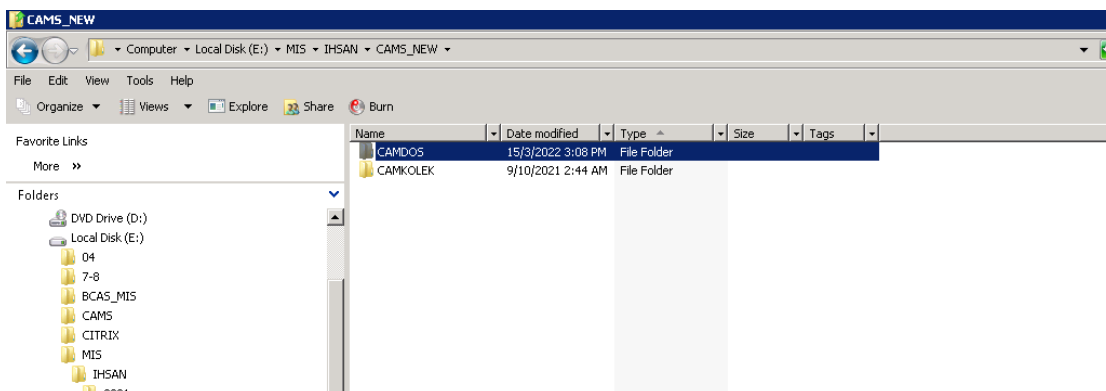 CAMS_NEW
Computer Local Disk (E:) MIS IHSAN CAMS_NEW
File Edit View Tools Help
Organize Views Explore Share Burn
Favorite Links
More »
Folders
DVD Drive (D:)
Local Disk (E:)
04
7-8
BCAS_MIS
CAMS
CITRIX
MIS
IHSAN
Name Date modified Type Size Tags
CAMDOS 15/3/2022 3:08 PM File Folder
CAMKOLEK 9/10/2021 2:44 AM File Folder